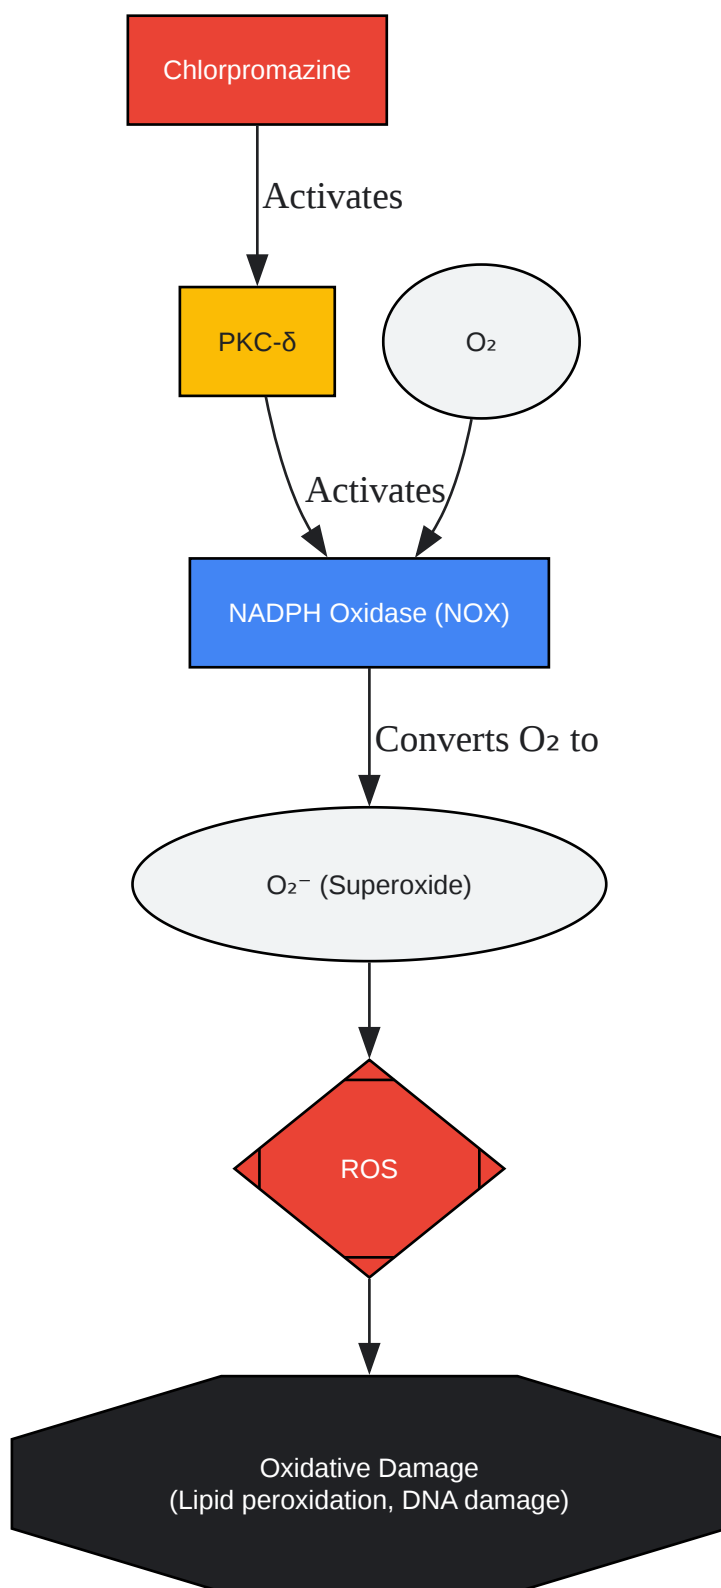 Chlorpromazine
Activates
PKC-δ
O₂
Activates
NADPH Oxidase (NOX)
Converts O₂ to
O₂⁻ (Superoxide)
ROS
Oxidative Damage
(Lipid peroxidation, DNA damage)